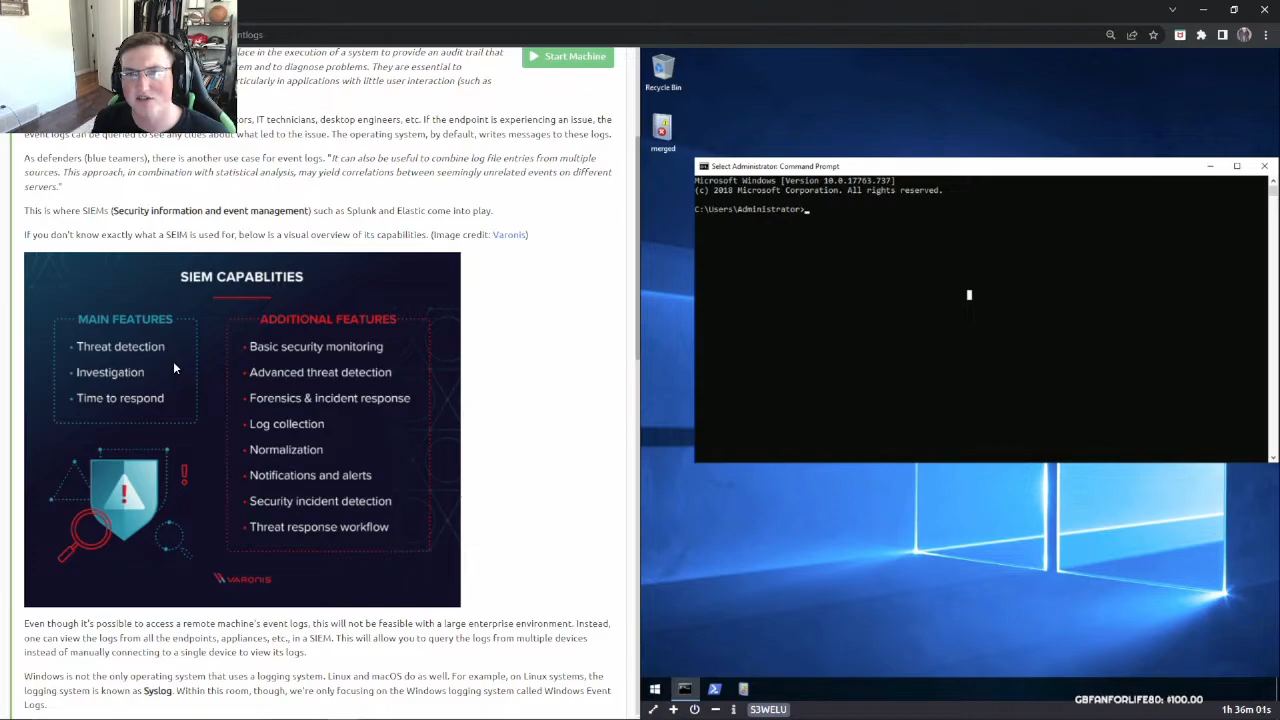 ntlogs
lace in the execution of a system to provide an audit trail that
em and to diagnose problems. They are essential to
articularly in applications with little user interaction (such as
Start Machine
tors, IT technicians, desktop engineers, etc. If the endpoint is experiencing an issue, the
event logs can be queried to see any clues about what led to the issue. The operating system, by default, writes messages to these logs.
As defenders (blue teamers), there is another use case for event logs. "It can also be useful to combine log file entries from multiple
sources. This approach, in combination with statistical analysis, may yield correlations between seemingly unrelated events on different
servers."
This is where SIEMs (Security information and event management) such as Splunk and Elastic come into play.
If you don't know exactly what a SEIM is used for, below is a visual overview of its capabilities. (Image credit: Varonis)
SIEM CAPABLITIES
MAIN FEATURES
• Threat detection
• Investigation
• Time to respond
ADDITIONAL FEATURES
• Basic security monitoring
• Advanced threat detection
• Forensics & incident response
• Log collection
• Normalization
• Notifications and alerts
• Security incident detection
• Threat response workflow
VARONIS
Even though it's possible to access a remote machine's event logs, this will not be feasible with a large enterprise environment. Instead,
one can view the logs from all the endpoints, appliances, etc., in a SIEM. This will allow you to query the logs from multiple devices
instead of manually connecting to a single device to view its logs.
Windows is not the only operating system that uses a logging system. Linux and macOS do as well. For example, on Linux systems, the
logging system is known as Syslog. Within this room, though, we're only focusing on the Windows logging system called Windows Event
Logs.
Recycle Bin
merged
Select Administrator: Command Prompt
Microsoft Windows [Version 10.0.17763.737]
(c) 2018 Microsoft Corporation. All rights reserved.
C:\Users\Administrator>
GBFANFORLIFE80: $100.00
S3WELU
1h 36m 01s